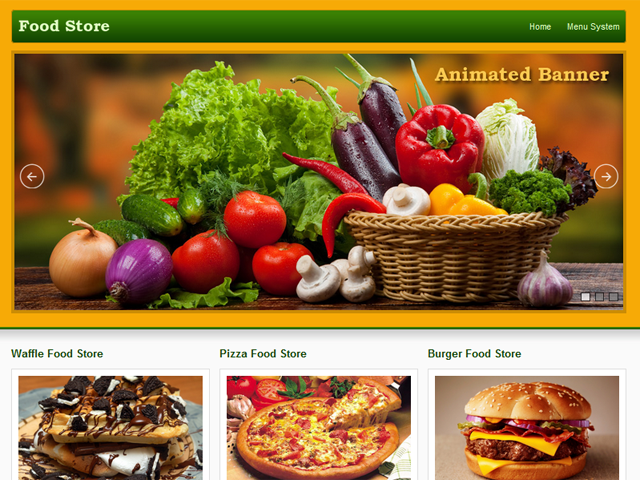 Food Store
Home Menu System
Animated Banner
Waffle Food Store
Pizza Food Store
Burger Food Store